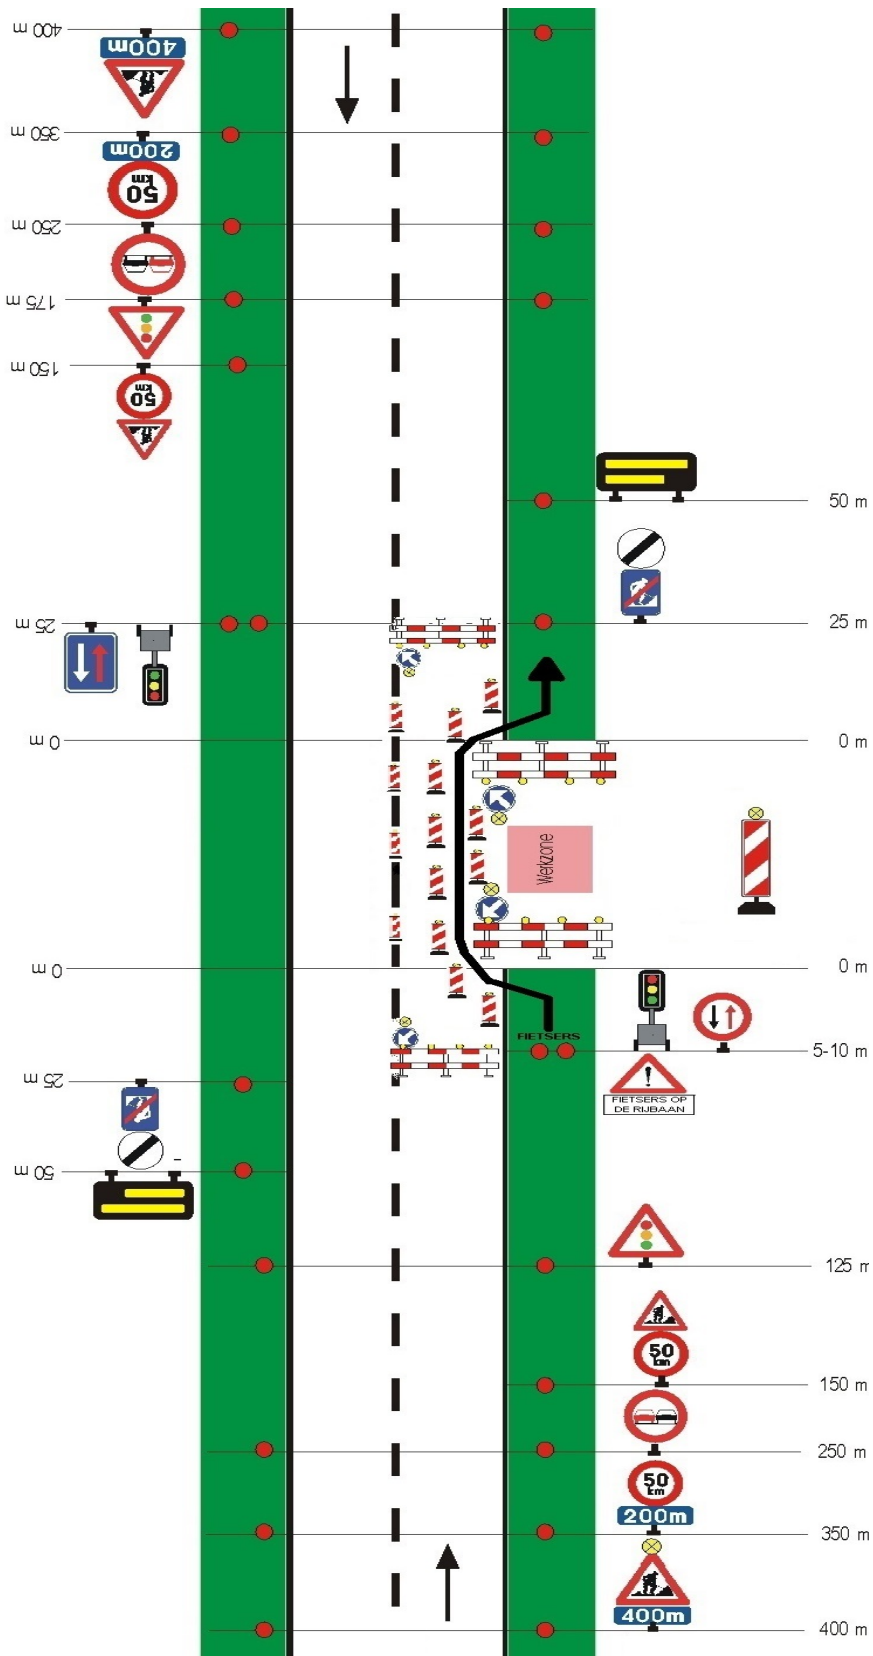 400 m
400m
350 m
200m
50
km
250 m
175 m
150 m
50
km
50 m
25 m
25 m
0 m
0 m
Werkzone
0 m
0 m
FIETSERS
5-10 m
25 m
FIETSERS OP
DE RIJBAAN
50 m
125 m
50
km
150 m
250 m
50
km
200m
350 m
400m
400 m